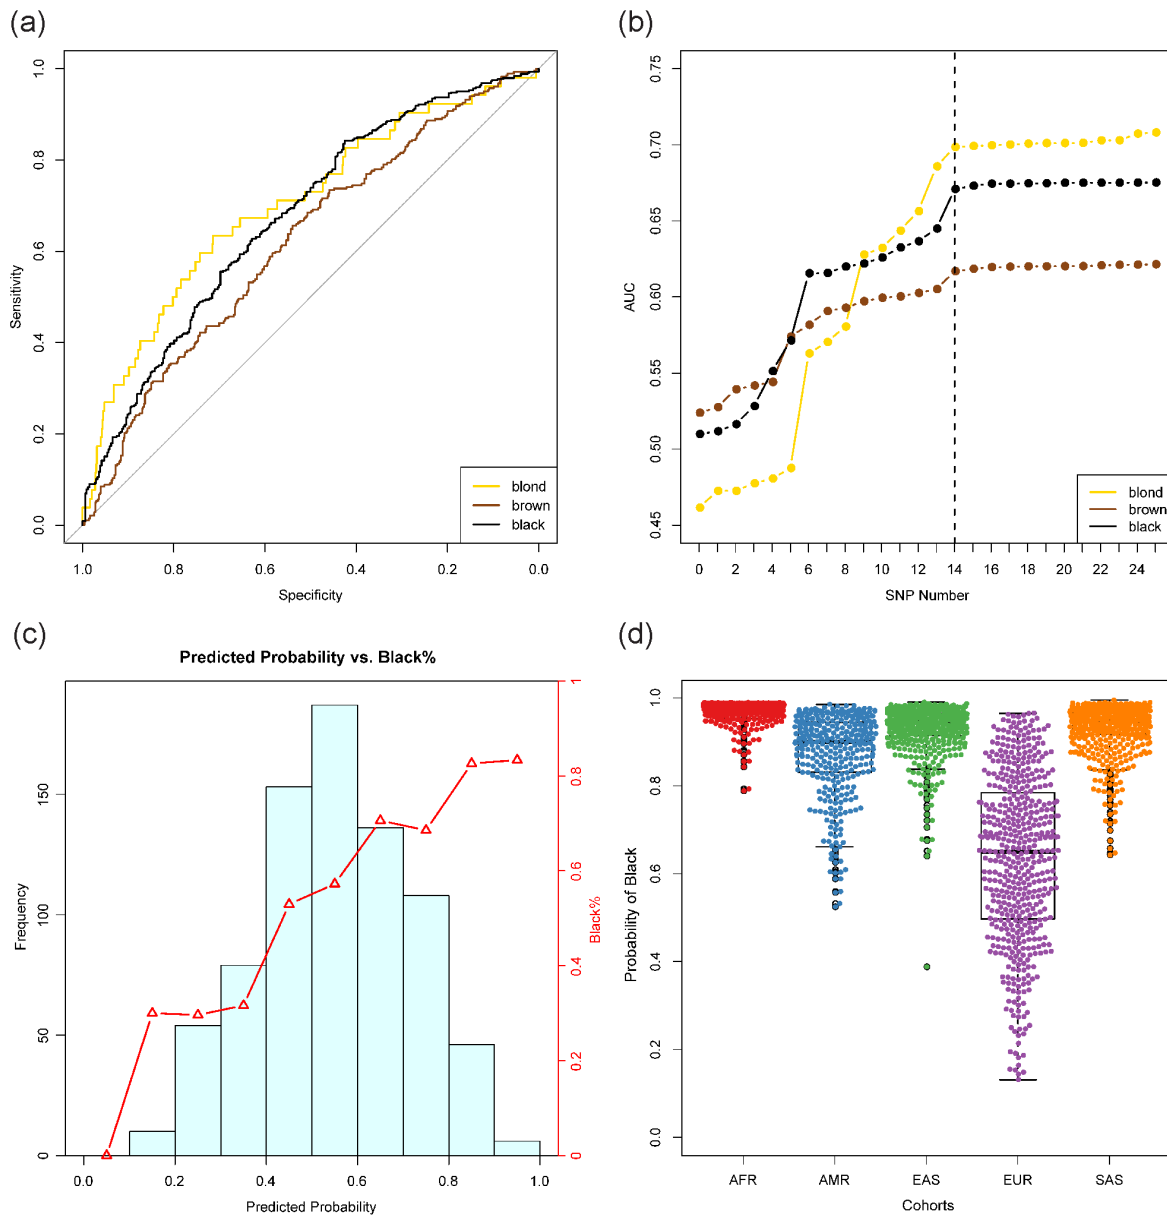 (a)
1.0
0.8
0.6
0.4
0.2
0.0
Sensitivity
1.0
0.8
0.6
0.4
0.2
0.0
Specificity
blond
brown
black
(b)
0.75
0.70
0.65
0.60
0.55
0.50
0.45
AUC
0
2
4
6
8
10
12
14
16
18
20
22
24
SNP Number
blond
brown
black
(c)
Predicted Probability vs. Black%
150
100
50
0
Frequency
1
0.8
0.6
0.4
0.2
0
Black%
0.0
0.2
0.4
0.6
0.8
1.0
Predicted Probability
(d)
1.0
0.8
0.6
0.4
0.2
0.0
Probability of Black
AFR
AMR
EAS
EUR
SAS
Cohorts